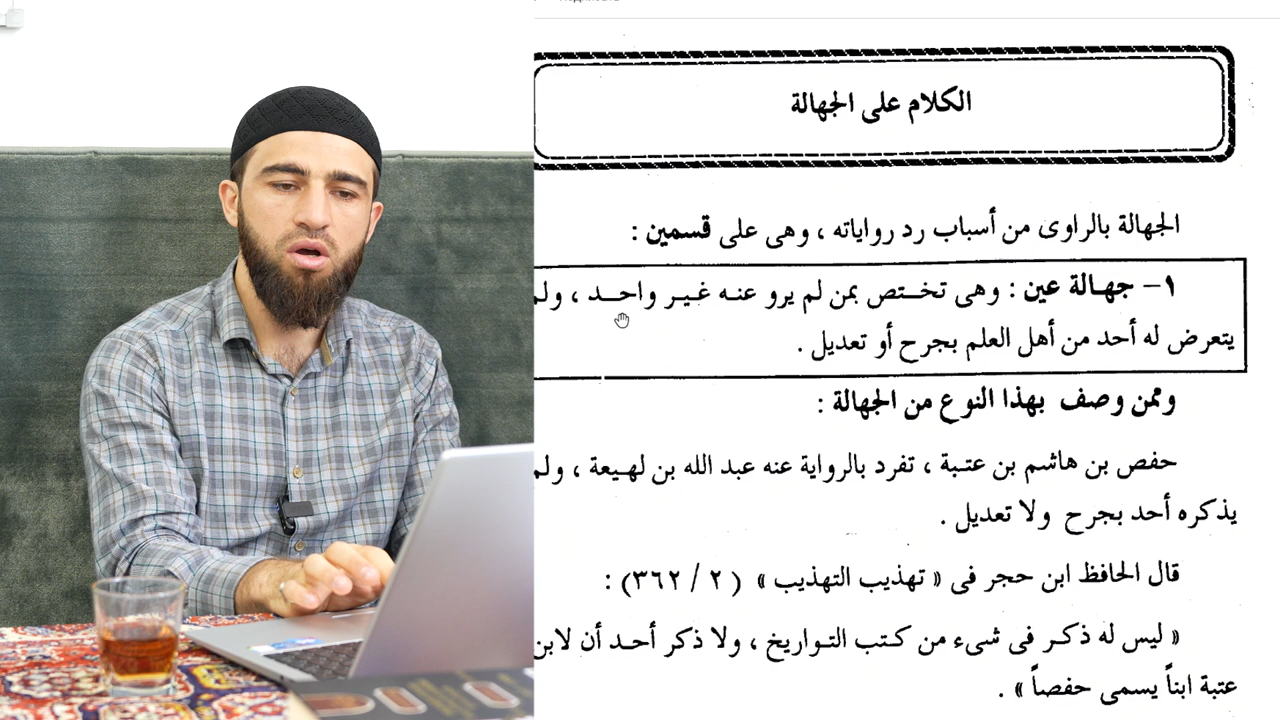 الكلام على الجهالة
الجهالة بالراوى من أسباب رد رواياته ، وهى على قسمين :
١– جهالة عين : وهى تختص بمن لم يرو عنه غير واحد ، ولم
يتعرض له أحد من أهل العلم بجرح أو تعديل .
وممن وصف بهذا النوع من الجهالة :
حفص بن هاشم بن عتبة ، تفرد بالرواية عنه عبد الله بن لهيعة ، ولم
يذكره أحد بجرح ولا تعديل .
قال الحافظ ابن حجر فى « تهذيب التهذيب » ( ٢ / ٣٦٢) :
« ليس له ذكر فى شىء من كتب التواريخ ، ولا ذكر أحد أن لابن
عتبة ابناً يسمى حفصاً » .